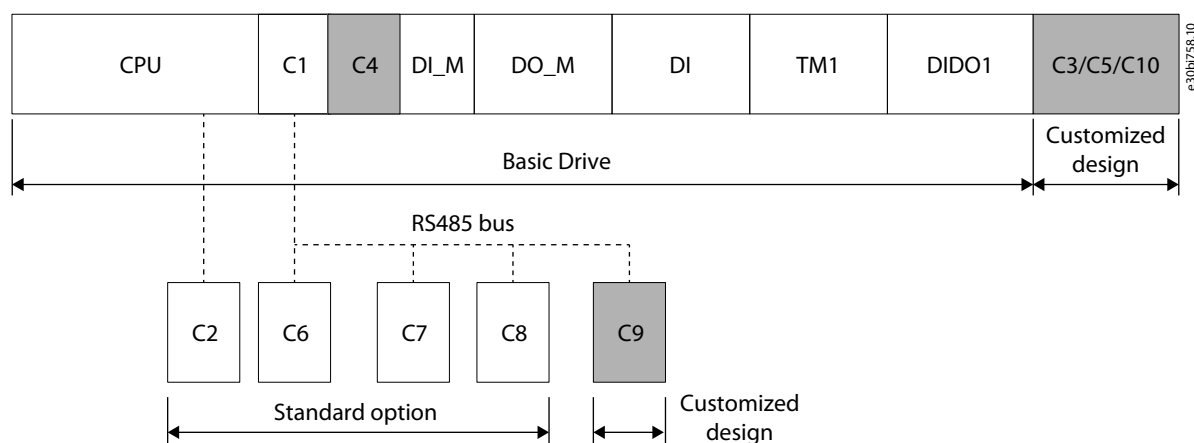 CPU
C1
C4
DI_M
DO_M
DI
TM1
DIDO1
C3/C5/C10
e30bj758.10
Basic Drive
Customized
design
RS485 bus
C2
C6
C7
C8
C9
Standard option
Customized
design